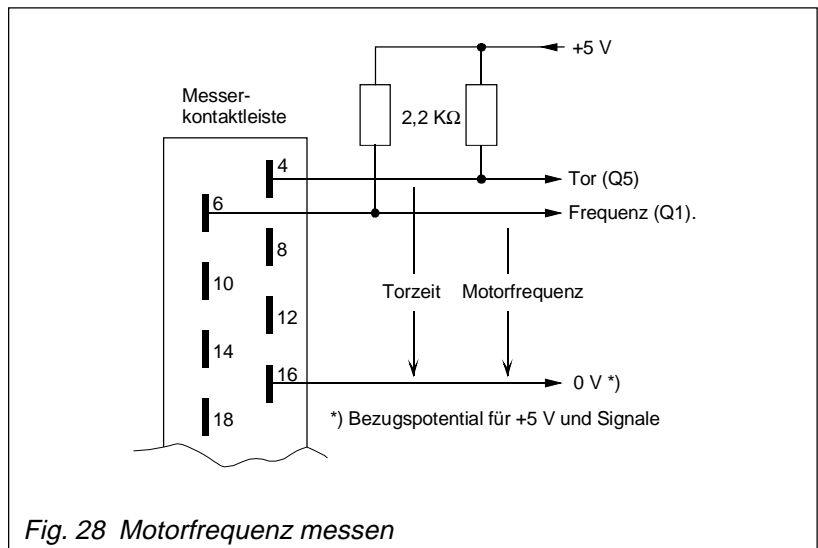 +5 V
Messer-
kontaktleiste
2,2 KΩ
4
Tor (Q5)
6
Frequenz (Q1).
8
10
Torzeit Motorfrequenz
12
14
16
0 V *)
18
*) Bezugspotential für +5 V und Signale
Fig. 28 Motorfrequenz messen